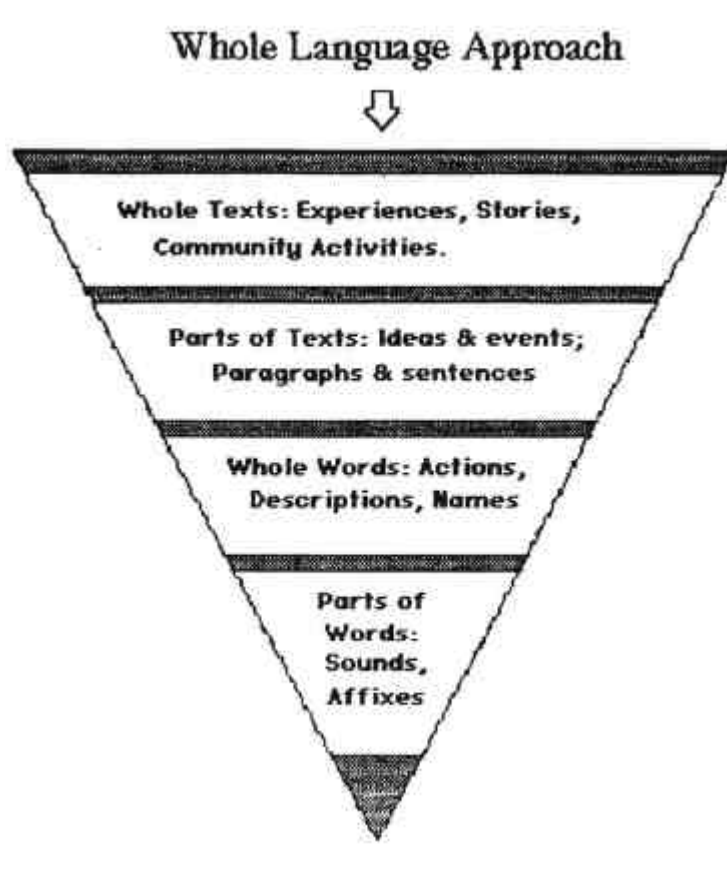 Whole Language Approach
Whole Texts: Experiences, Stories,
Community Activities.
Parts of Texts: Ideas & events;
Paragraphs & sentences
Whole Words: Actions,
Descriptions, Names
Parts of
Words:
Sounds,
Affixes